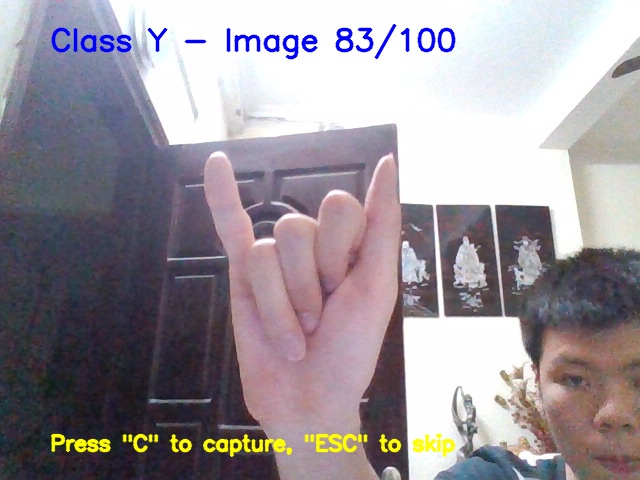 Class Y - Image 83/100
Press "C" to capture, "ESC" to skip